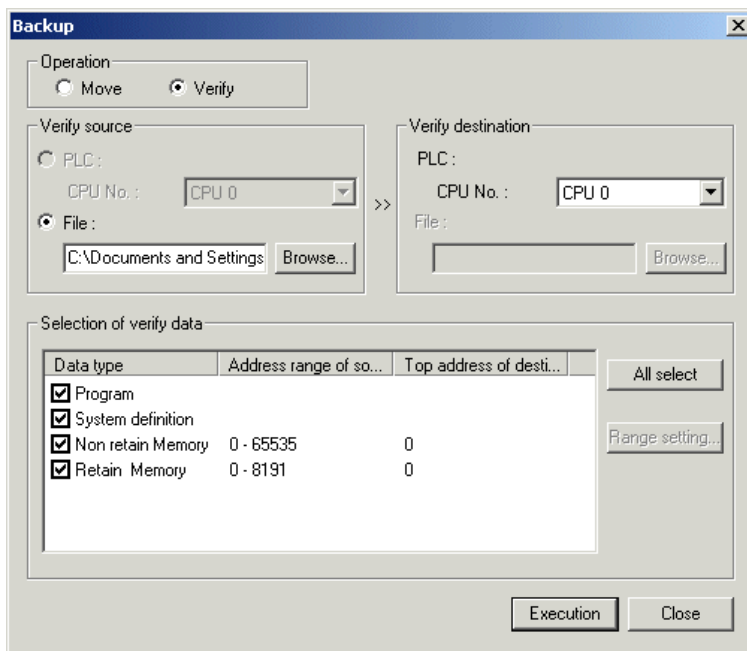 Backup
Operation
Move Verify
Verify source
PLC :
CPU No. : CPU 0
File :
C:\Documents and Settings Browse...
>>
Verify destination
PLC :
CPU No. : CPU 0
File :
Browse...
Selection of verify data
Data type Address range of so... Top address of desti...
Program
System definition
Non retain Memory 0 - 65535 0
Retain Memory 0 - 8191 0
All select
Range setting...
Execution Close